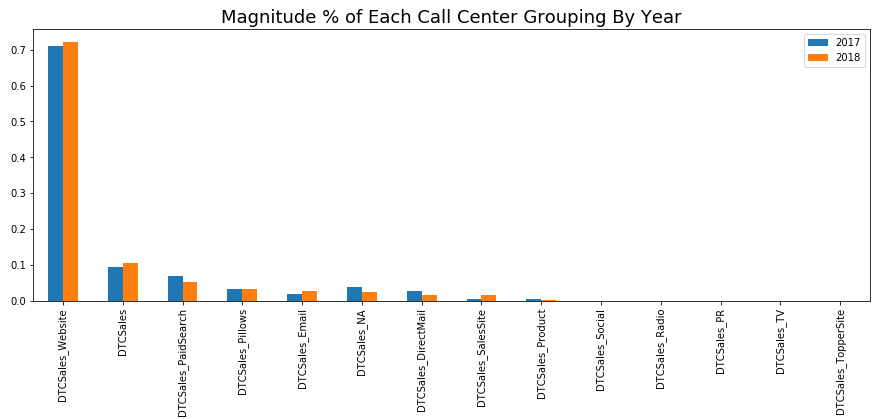 Magnitude % of Each Call Center Grouping By Year
2017
2018
0.7
0.6
0.5
0.4
0.3
0.2
0.1
0.0
DTCSales_Website
DTCSales
DTCSales_PaidSearch
DTCSales_Pillows
DTCSales_Email
DTCSales_NA
DTCSales_DirectMail
DTCSales_SalesSite
DTCSales_Product
DTCSales_Social
DTCSales_Radio
DTCSales_PR
DTCSales_TV
DTCSales_TopperSite